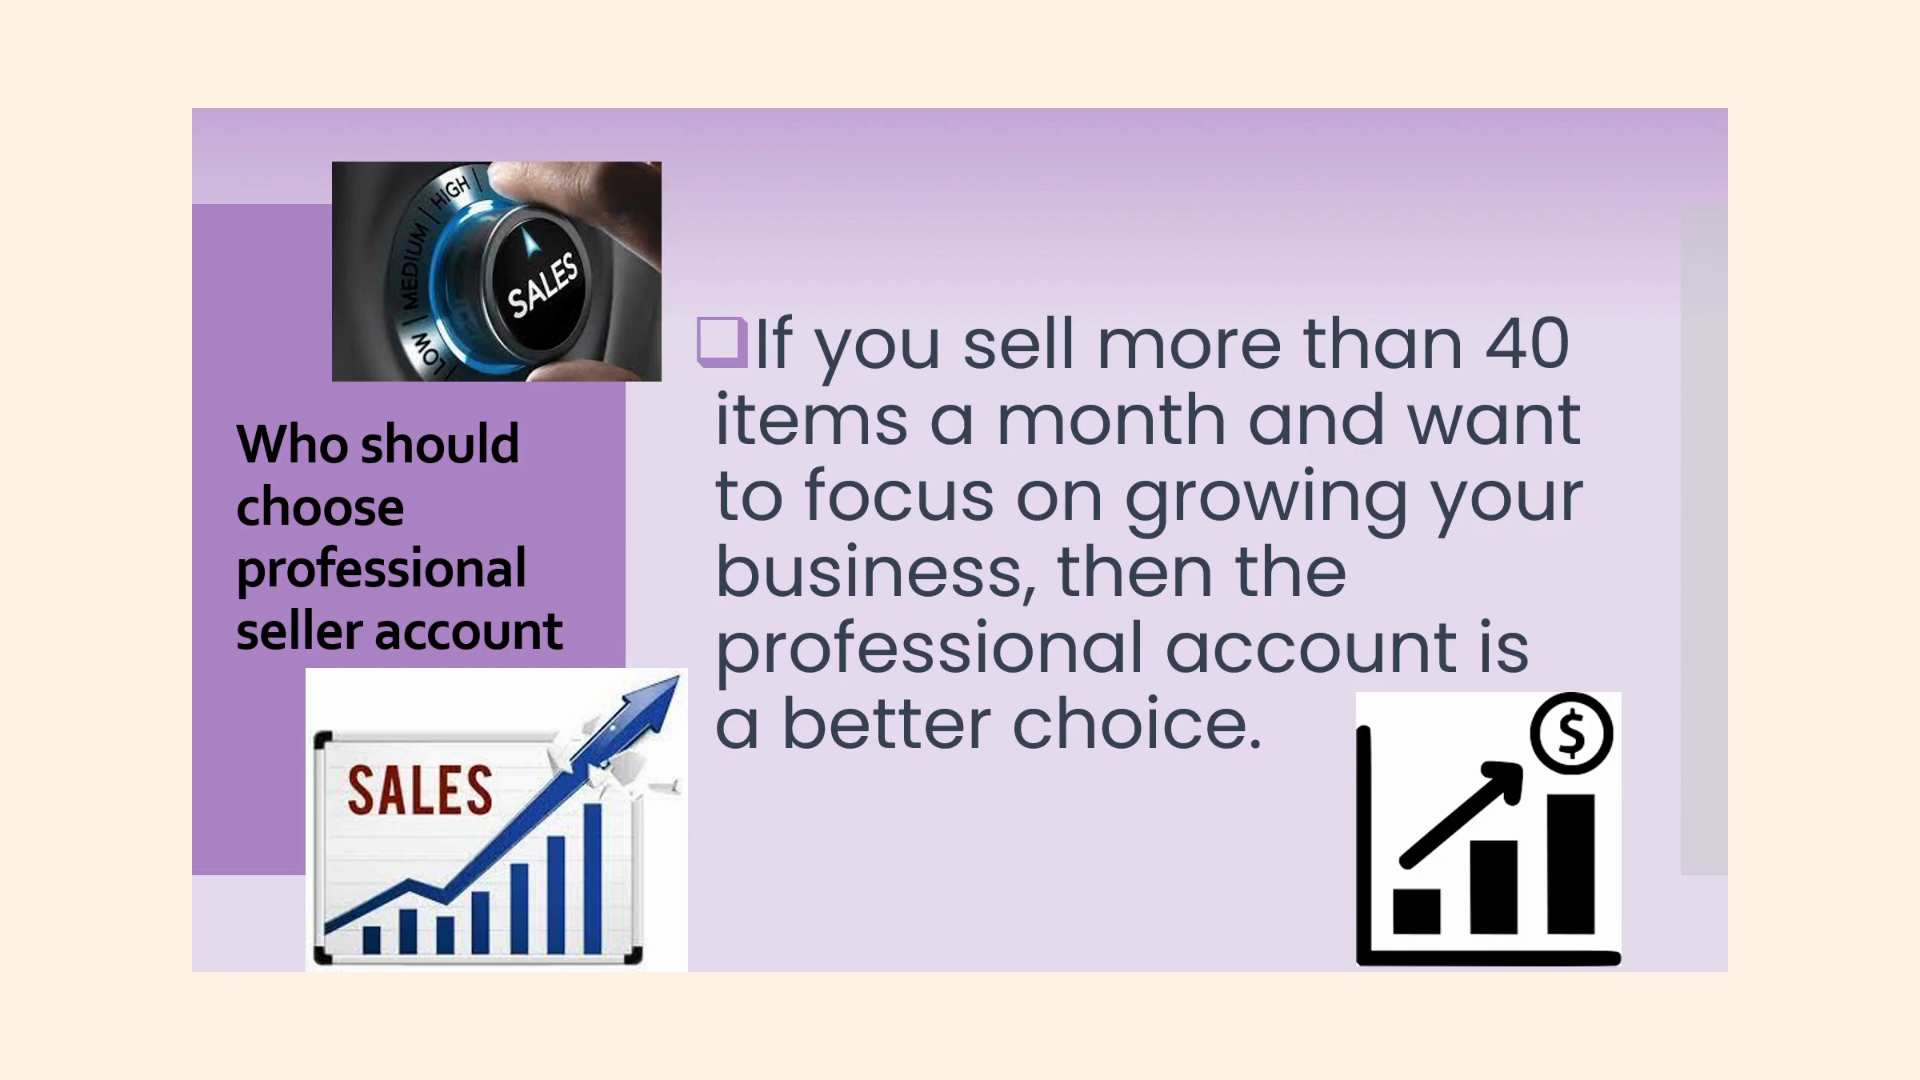 HIGH
MEDIUM
LOW
SALES
Who should
choose
professional
seller account
SALES
If you sell more than 40
items a month and want
to focus on growing your
business, then the
professional account is
a better choice.
$